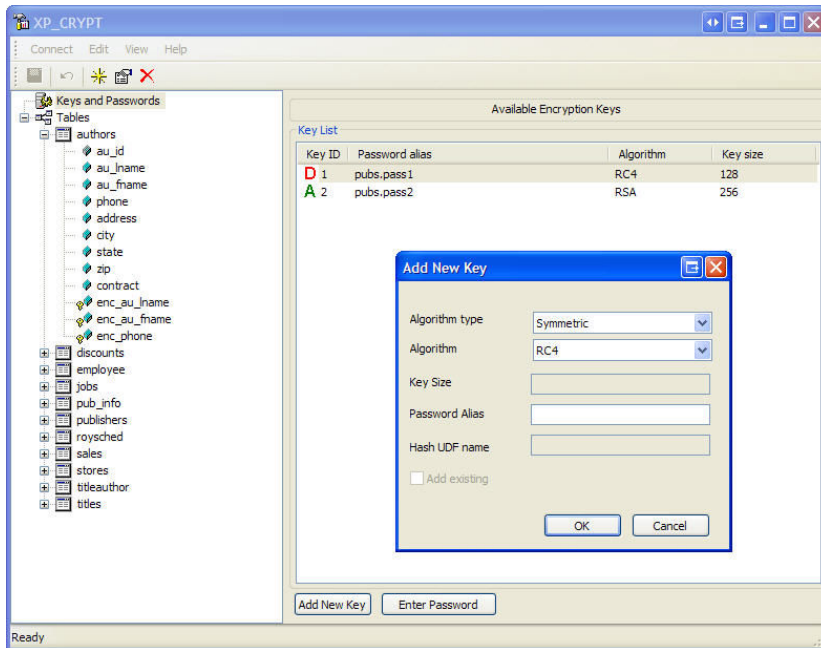 XP_CRYPT
Connect Edit View Help
Keys and Passwords
Tables
authors
au_id
au_lname
au_fname
phone
address
city
state
zip
contract
enc_au_lname
enc_au_fname
enc_phone
discounts
employee
jobs
pub_info
publishers
roysched
sales
stores
titleauthor
titles
Available Encryption Keys
Key List
Key ID Password alias Algorithm Key size
D 1 pubs.pass1 RC4 128
A 2 pubs.pass2 RSA 256
Add New Key
Algorithm type Symmetric
Algorithm RC4
Key Size
Password Alias
Hash UDF name
Add existing
OK Cancel
Add New Key Enter Password
Ready